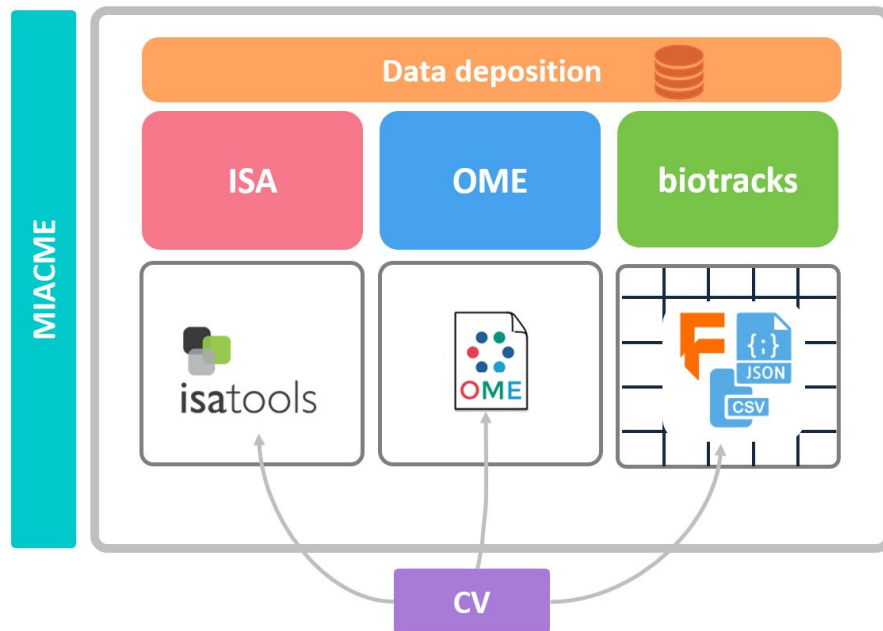 MIACME
Data deposition
ISA
OME
biotracks
isatools
OME
{;}
JSON
CSV
CV